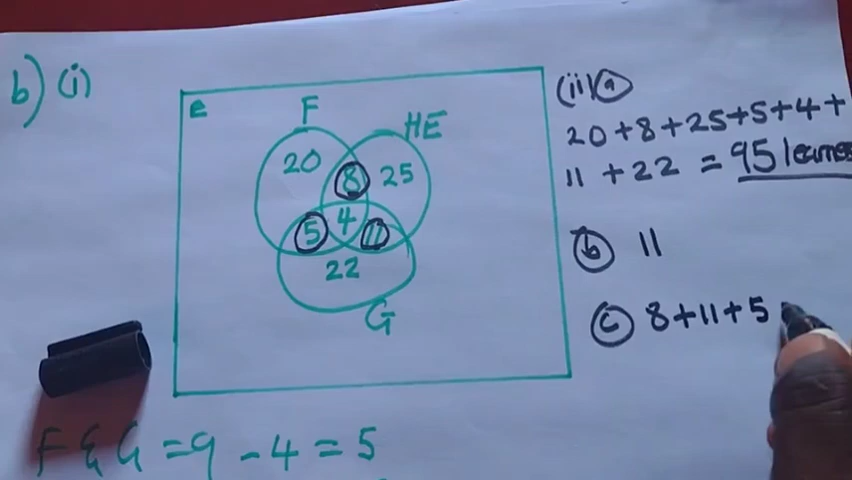 b) (i)
ε
F
HE
20
8
25
5
4
11
22
G
F & G = 9 - 4 = 5
(ii) a
20+8+25+5+4+
11 + 22 = 95 learners
b 11
c 8+11+5